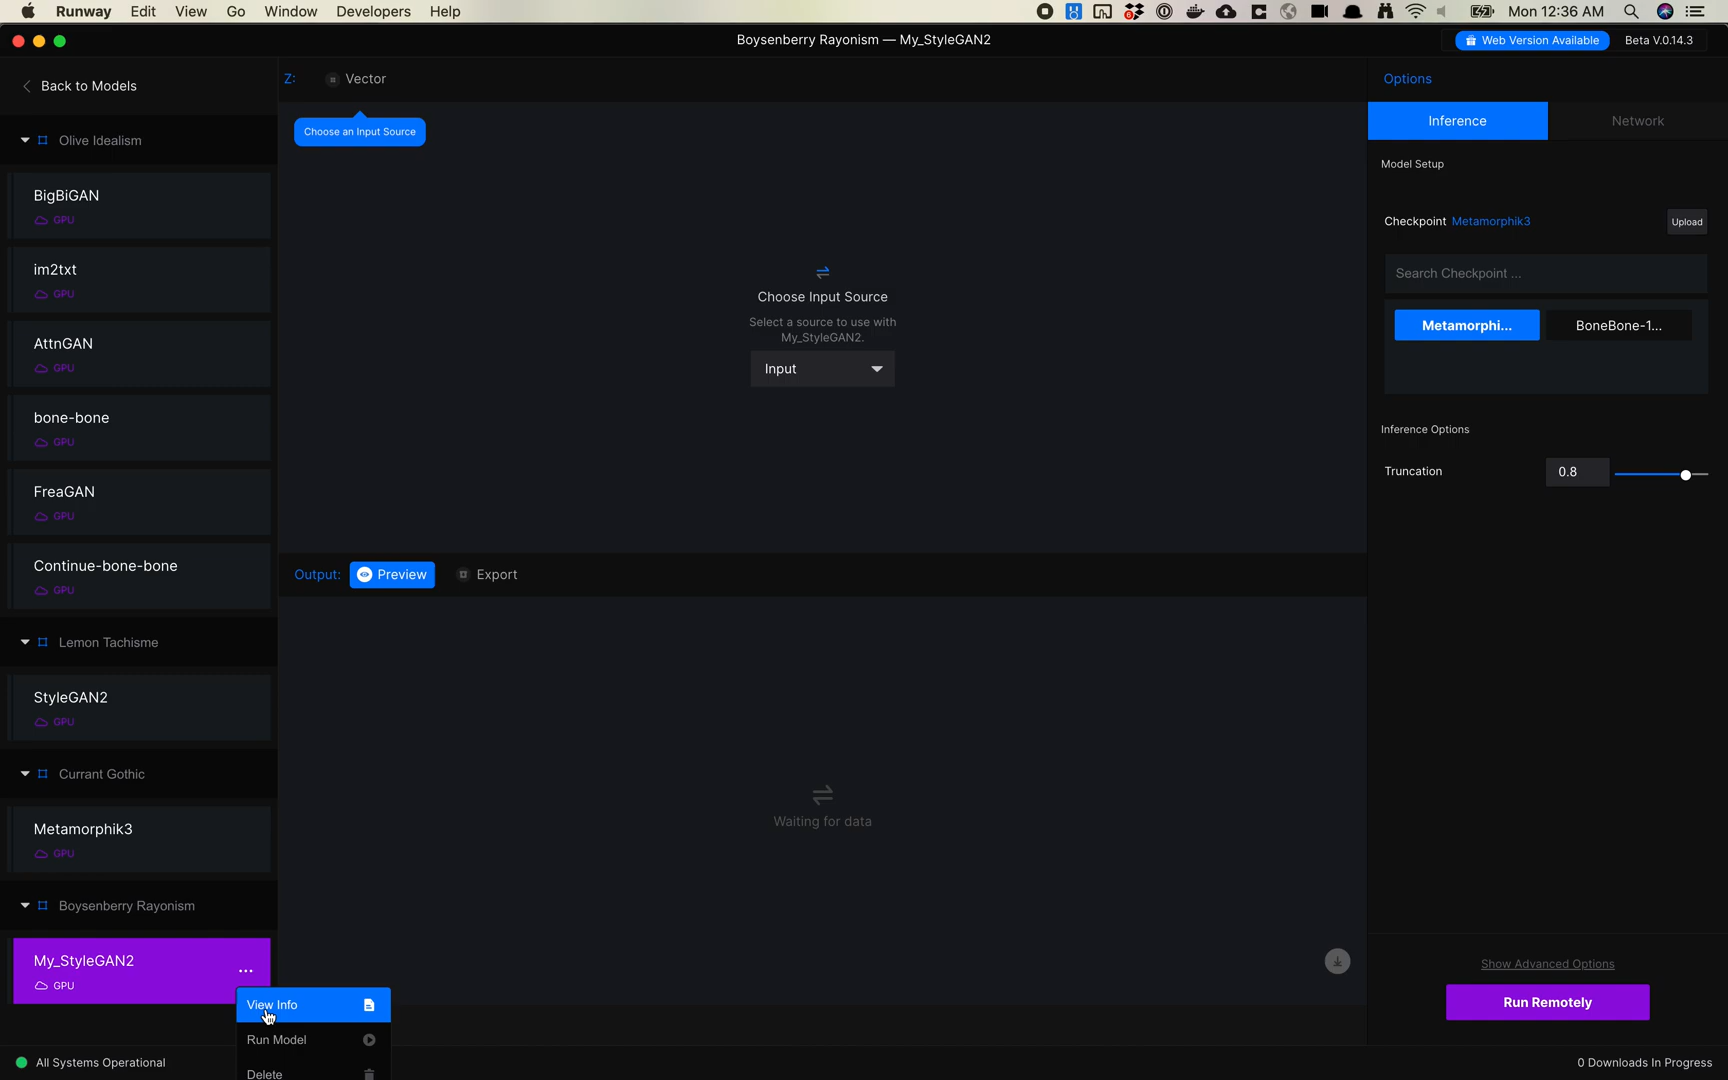 Runway Edit View Go Window Developers Help
Mon 12:36 AM
Boysenberry Rayonism — My_StyleGAN2
Web Version Available
Beta V.0.14.3
Back to Models
Olive Idealism
BigBiGAN
GPU
im2txt
GPU
AttnGAN
GPU
bone-bone
GPU
FreaGAN
GPU
Continue-bone-bone
GPU
Lemon Tachisme
StyleGAN2
GPU
Currant Gothic
Metamorphik3
GPU
Boysenberry Rayonism
My_StyleGAN2
...
GPU
View Info
Run Model
Delete
All Systems Operational
Z: Vector
Choose an Input Source
Choose Input Source
Select a source to use with
My_StyleGAN2.
Input
Output: Preview Export
Waiting for data
Options
Inference Network
Model Setup
Checkpoint Metamorphik3 Upload
Search Checkpoint ...
Metamorphi... BoneBone-1...
Inference Options
Truncation 0.8
Show Advanced Options
Run Remotely
0 Downloads In Progress